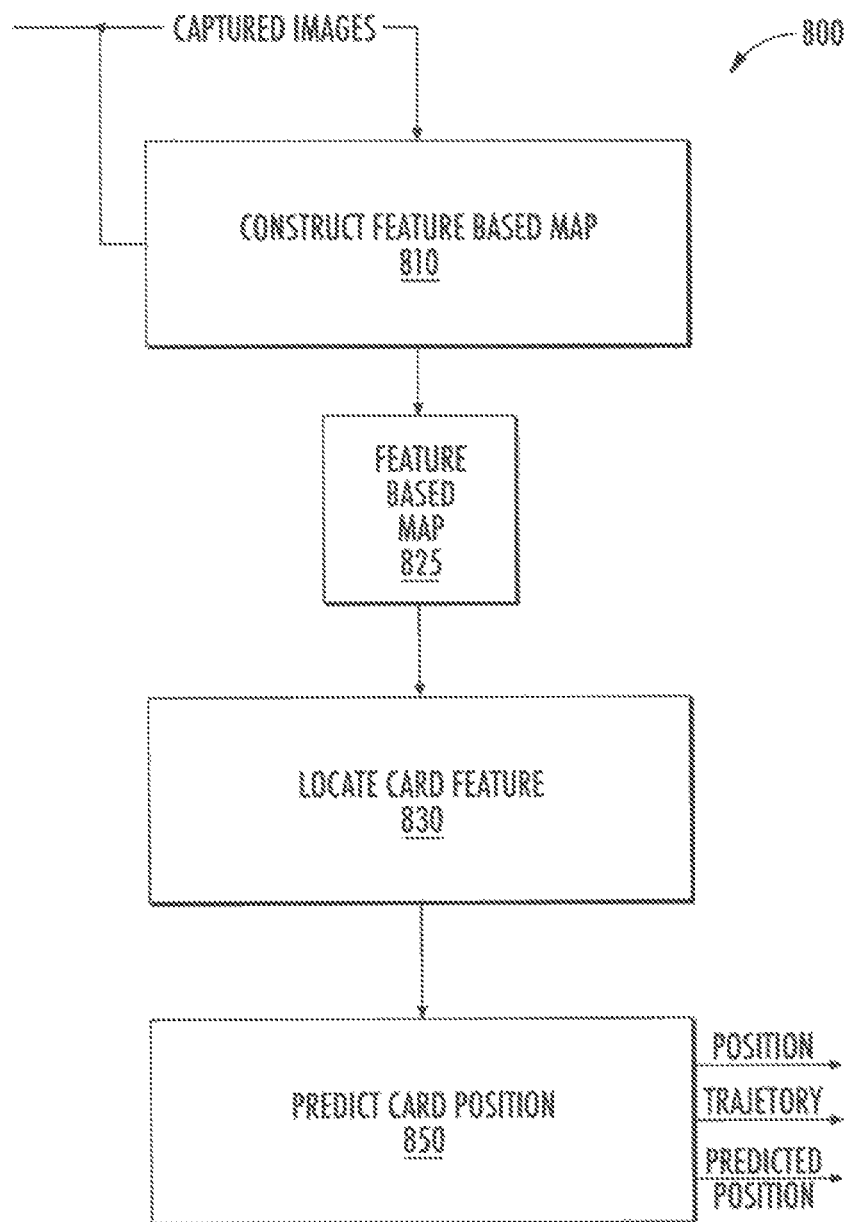 CAPTURED IMAGES
800
CONSTRUCT FEATURE BASED MAP
810
FEATURE
BASED
MAP
825
LOCATE CARD FEATURE
830
PREDICT CARD POSITION
850
POSITION
TRAJETORY
PREDICTED
POSITION